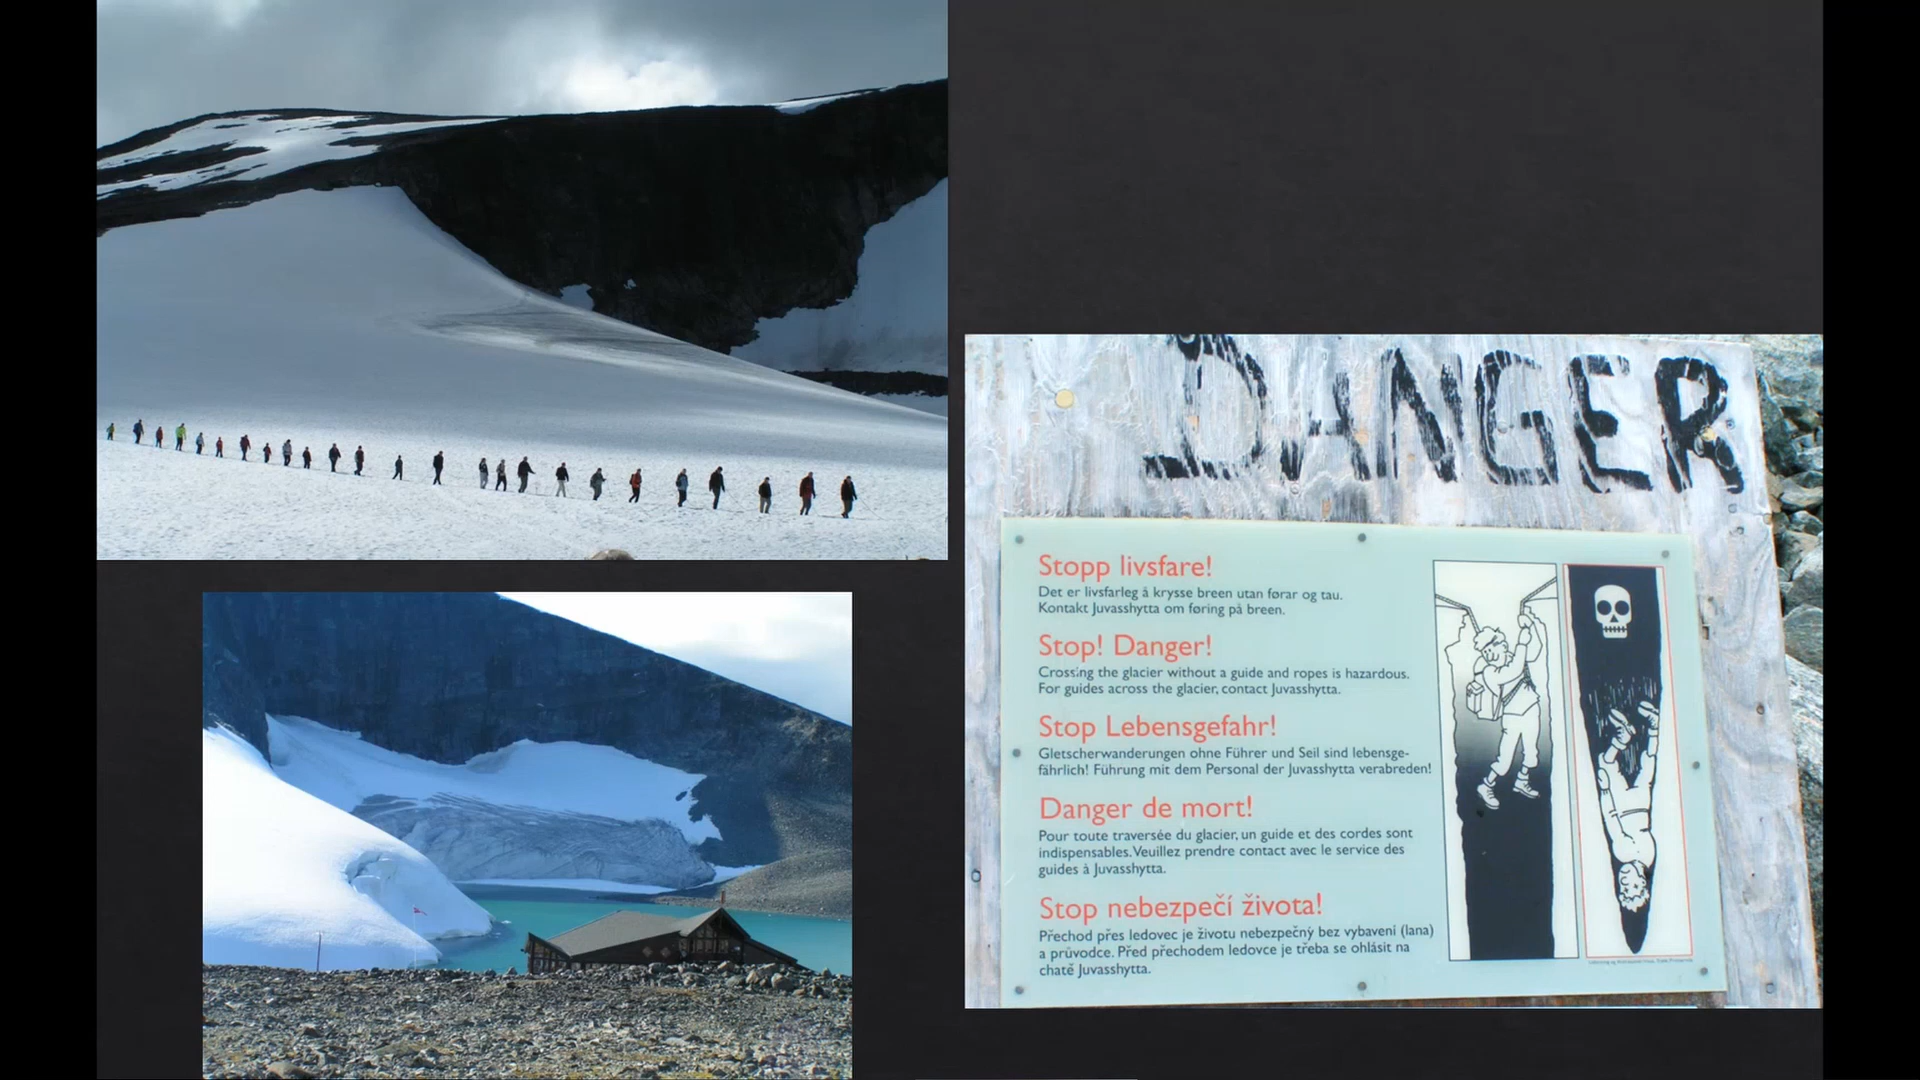 DANGER
Stopp livsfare!
Det er livsfarleg å krysse breen utan førar og tau.
Kontakt Juvasshytta om føring på breen.
Stop! Danger!
Crossing the glacier without a guide and ropes is hazardous.
For guides across the glacier, contact Juvasshytta.
Stop Lebensgefahr!
Gletscherwanderungen ohne Führer und Seil sind lebensge-
fährlich! Führung mit dem Personal der Juvasshytta verabreden!
Danger de mort!
Pour toute traversée du glacier, un guide et des cordes sont
indispensables. Veuillez prendre contact avec le service des
guides à Juvasshytta.
Stop nebezpečí života!
Přechod přes ledovec je životu nebezpečný bez vybavení (lana)
a průvodce. Před přechodem ledovce je třeba se ohlásit na
chatě Juvasshytta.